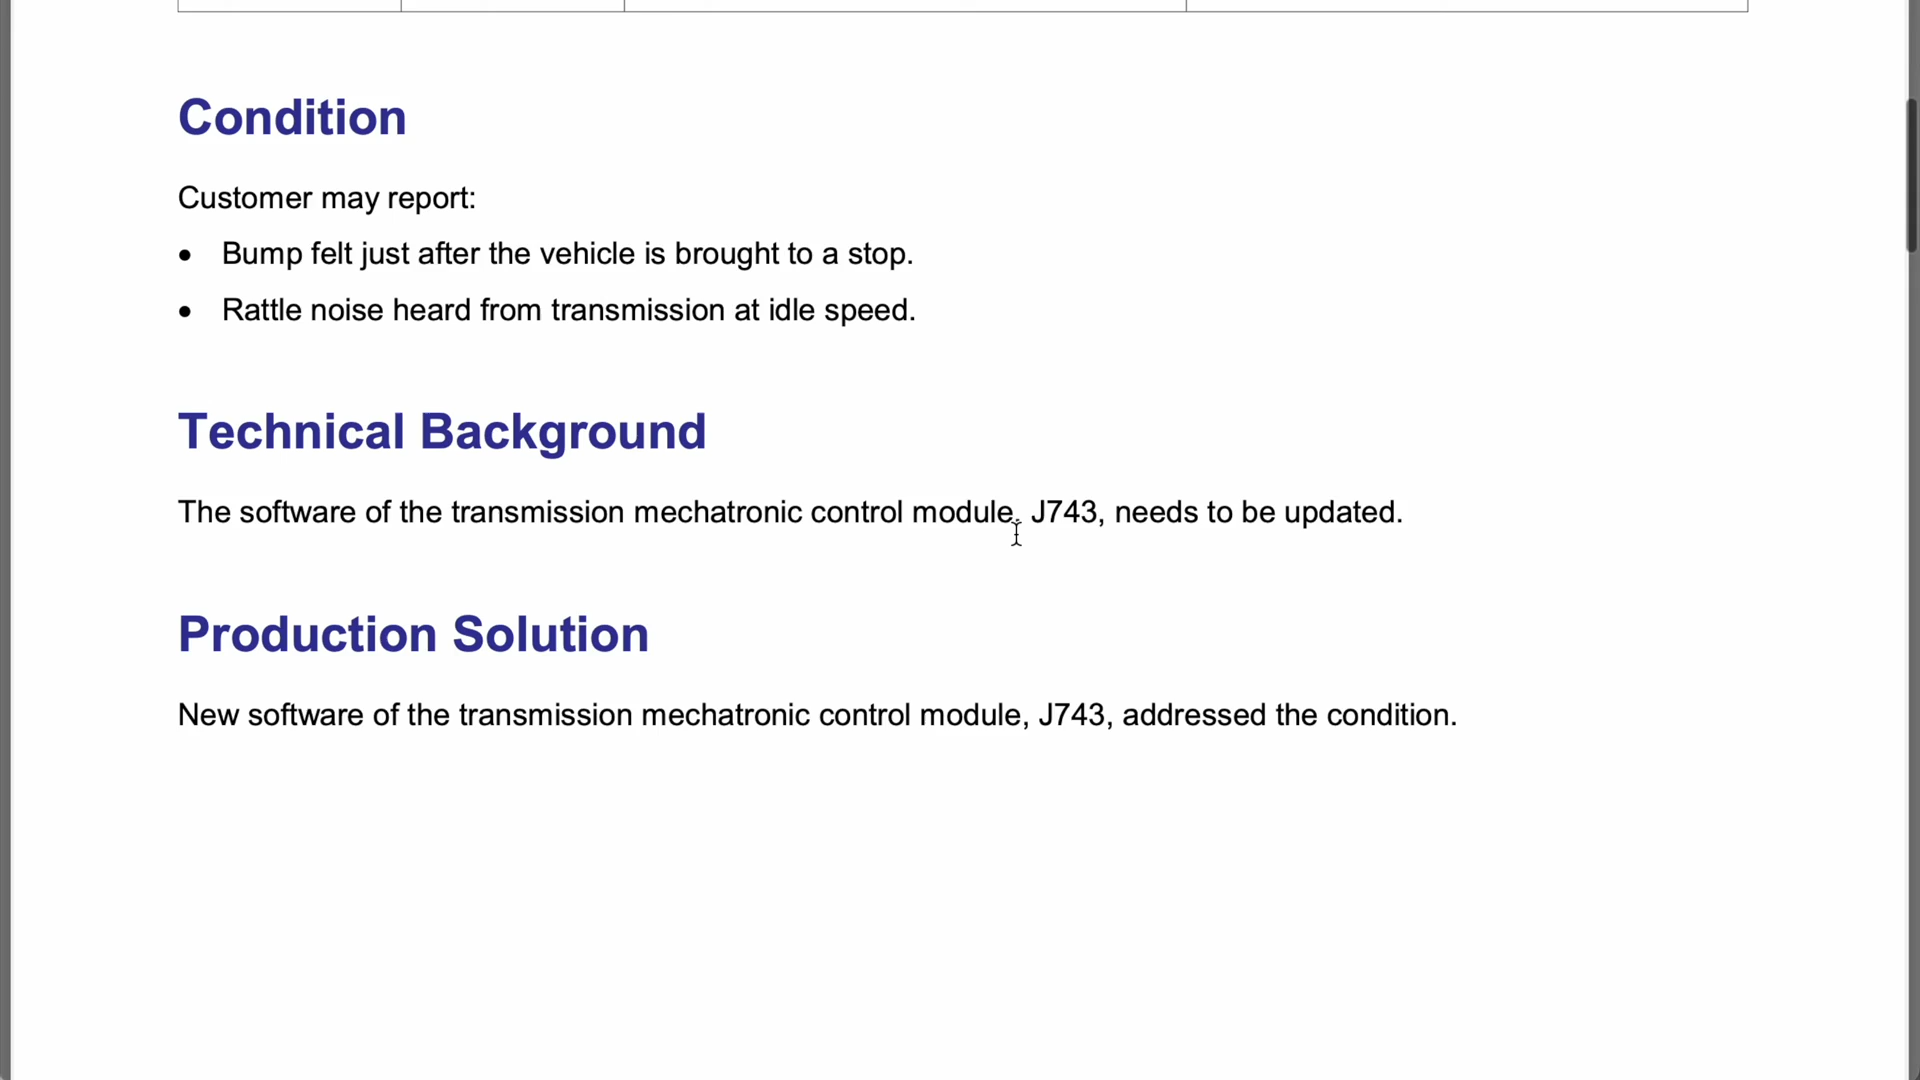 Condition
Customer may report:
• Bump felt just after the vehicle is brought to a stop.
• Rattle noise heard from transmission at idle speed.
Technical Background
The software of the transmission mechatronic control module, J743, needs to be updated.
Production Solution
New software of the transmission mechatronic control module, J743, addressed the condition.